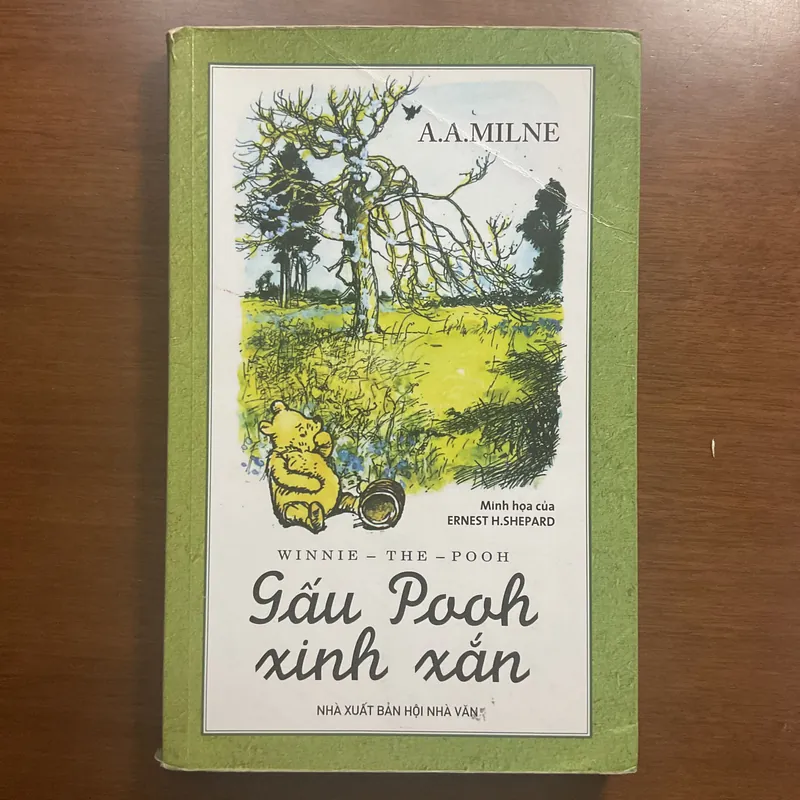 A.A.MILNE
Minh họa của
ERNEST H.SHEPARD
WINNIE – THE – POOH
Gấu Pooh
xinh xắn
NHÀ XUẤT BẢN HỘI NHÀ VĂN